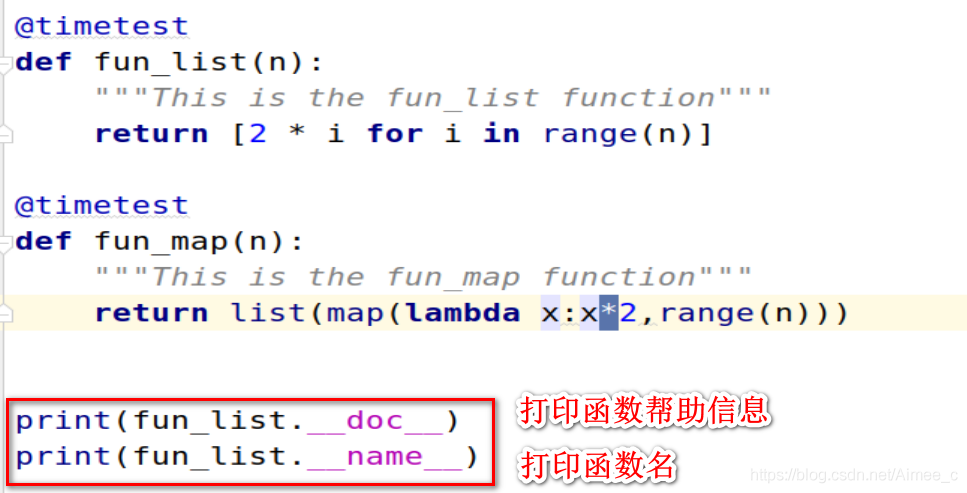 @timetest
def fun_list(n):
    """This is the fun_list function"""
    return [2 * i for i in range(n)]
@timetest
def fun_map(n):
    """This is the fun_map function"""
    return list(map(lambda x:x*2,range(n)))
print(fun_list.__doc__) 打印函数帮助信息
print(fun_list.__name__) 打印函数名
https://blog.csdn.net/Aimee_c